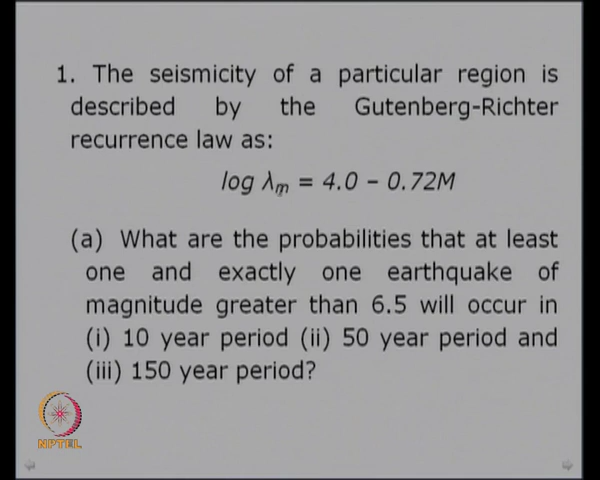 1. The seismicity of a particular region is
described by the Gutenberg-Richter
recurrence law as:
log λm = 4.0 – 0.72M
(a) What are the probabilities that at least
one and exactly one earthquake of
magnitude greater than 6.5 will occur in
(i) 10 year period (ii) 50 year period and
(iii) 150 year period?
NPTEL